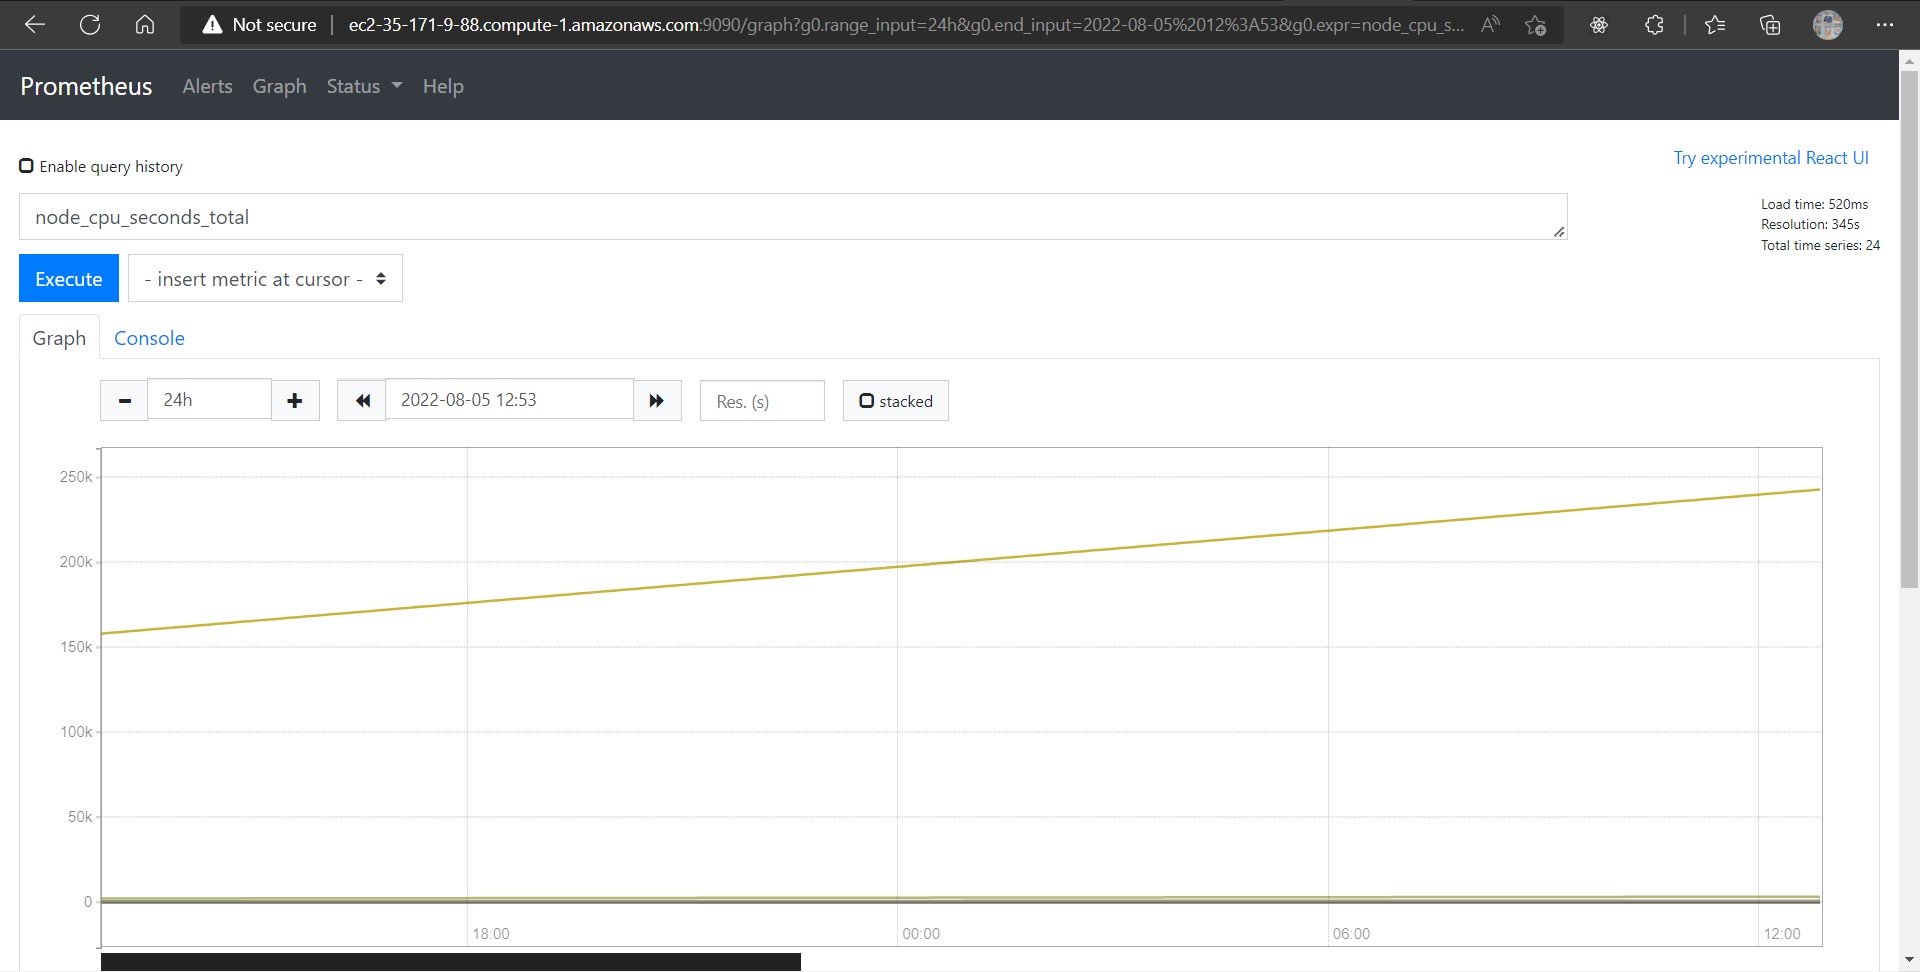 Not secure
ec2-35-171-9-88.compute-1.amazonaws.com:9090/graph?g0.range_input=24h&g0.end_input=2022-08-05%2012%3A53&g0.expr=node_cpu_s...
Prometheus Alerts Graph Status Help
Enable query history
Try experimental React UI
node_cpu_seconds_total
Load time: 520ms
Resolution: 345s
Total time series: 24
Execute - insert metric at cursor -
Graph Console
24h 2022-08-05 12:53 Res. (s) stacked
250k
200k
150k
100k
50k
0
18:00 00:00 06:00 12:00